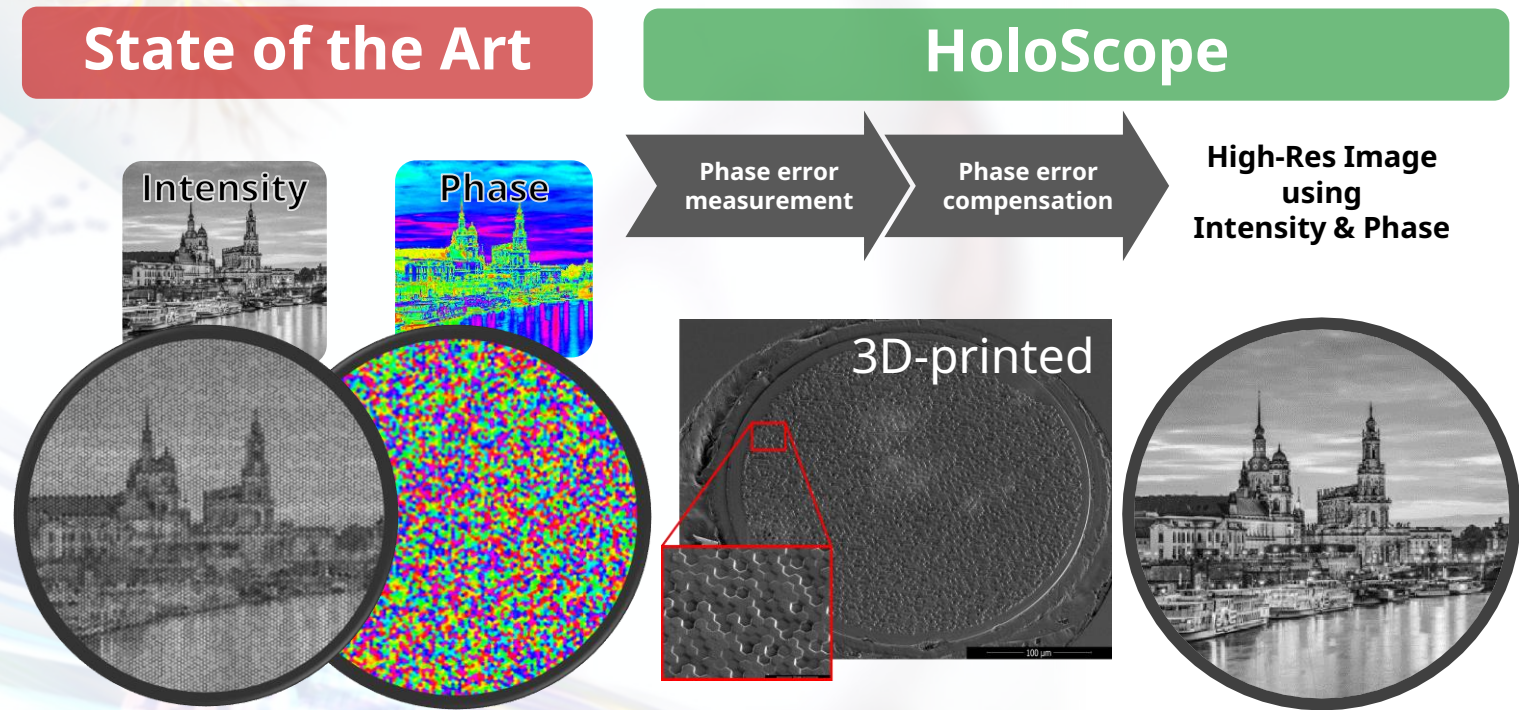 State of the Art
HoloScope
Intensity
Phase
Phase error
measurement
Phase error
compensation
High-Res Image
using
Intensity & Phase
3D-printed
100 µm